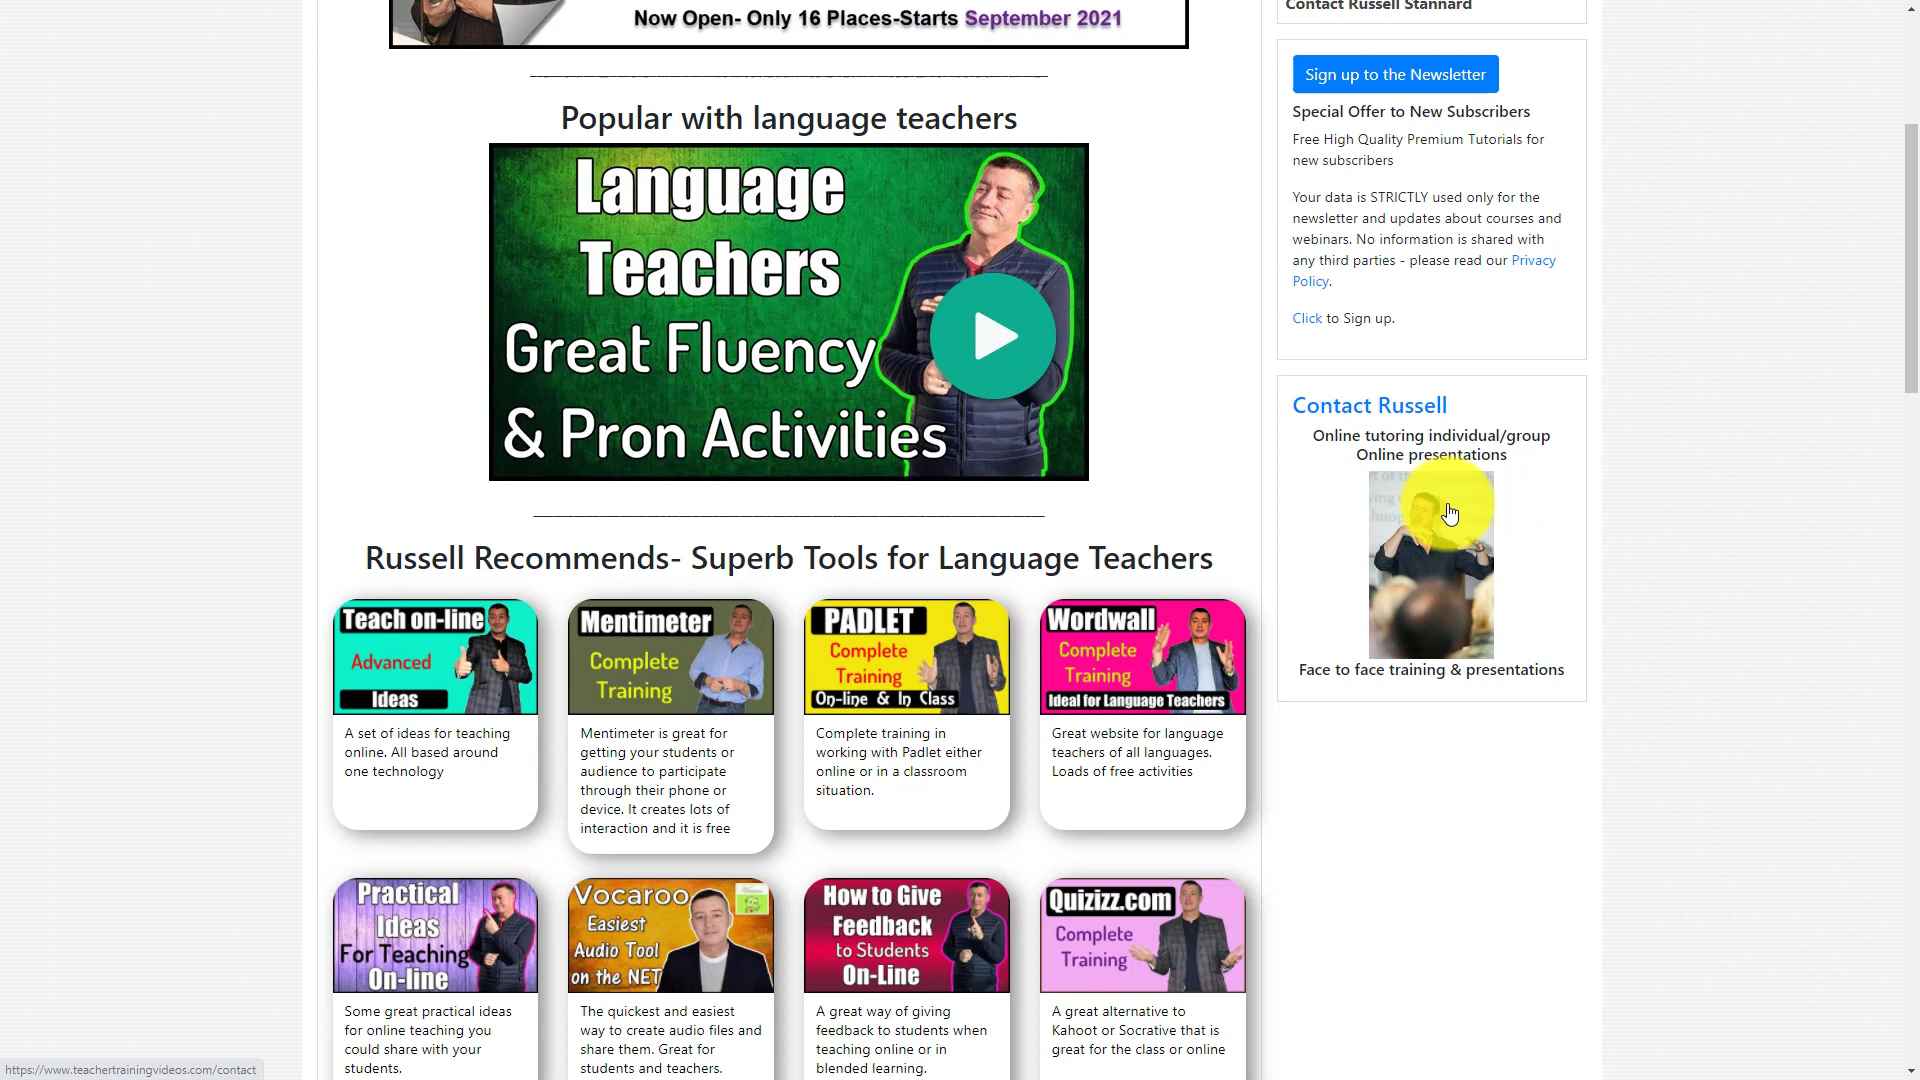 Now Open- Only 16 Places-Starts September 2021
Popular with language teachers
Language
Teachers
Great Fluency
& Pron Activities
Russell Recommends- Superb Tools for Language Teachers
Teach on-line
Advanced
Ideas
A set of ideas for teaching
online. All based around
one technology
Mentimeter
Complete
Training
Mentimeter is great for
getting your students or
audience to participate
through their phone or
device. It creates lots of
interaction and it is free
PADLET
Complete
Training
On-line & In Class
Complete training in
working with Padlet either
online or in a classroom
situation.
Wordwall
Complete
Training
Ideal for Language Teachers
Great website for language
teachers of all languages.
Loads of free activities
Practical
Ideas
For Teaching
On-line
Some great practical ideas
for online teaching you
could share with your
students.
Vocaroo
Easiest
Audio Tool
on the NET
The quickest and easiest
way to create audio files and
share them. Great for
students and teachers.
How to Give
Feedback
to Students
On-Line
A great way of giving
feedback to students when
teaching online or in
blended learning.
Quizizz.com
Complete
Training
A great alternative to
Kahoot or Socrative that is
great for the class or online
Contact Russell Stannard
Sign up to the Newsletter
Special Offer to New Subscribers
Free High Quality Premium Tutorials for
new subscribers
Your data is STRICTLY used only for the
newsletter and updates about courses and
webinars. No information is shared with
any third parties - please read our Privacy
Policy.
Click to Sign up.
Contact Russell
Online tutoring individual/group
Online presentations
Face to face training & presentations
https://www.teachertrainingvideos.com/contact